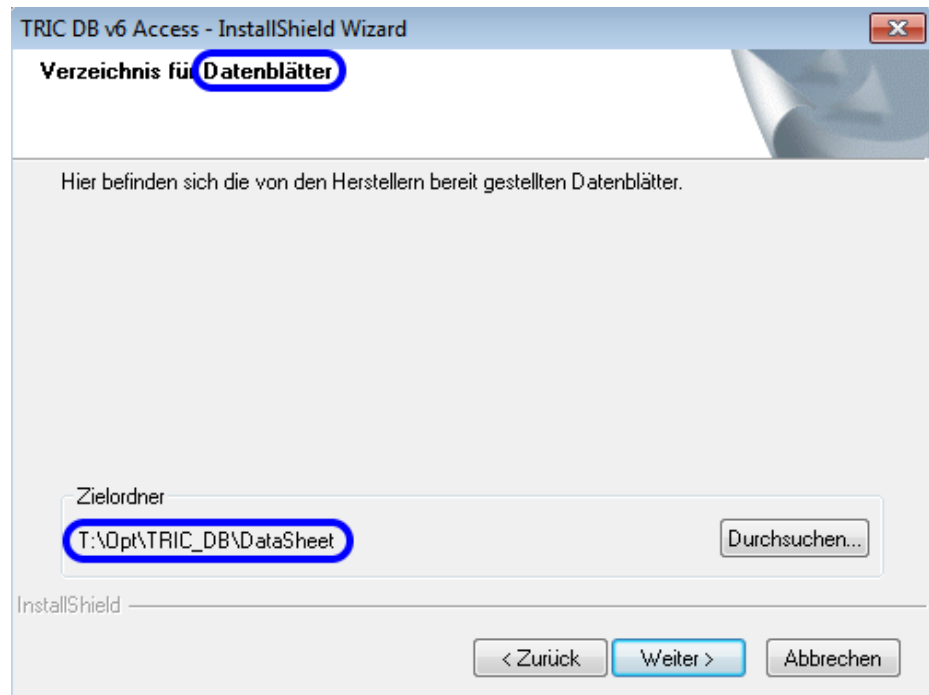 TRIC DB v6 Access - InstallShield Wizard
Verzeichnis für Datenblätter
Hier befinden sich die von den Herstellern bereit gestellten Datenblätter.
Zielordner
T:\Opt\TRIC_DB\DataSheet
Durchsuchen...
InstallShield
< Zurück
Weiter >
Abbrechen